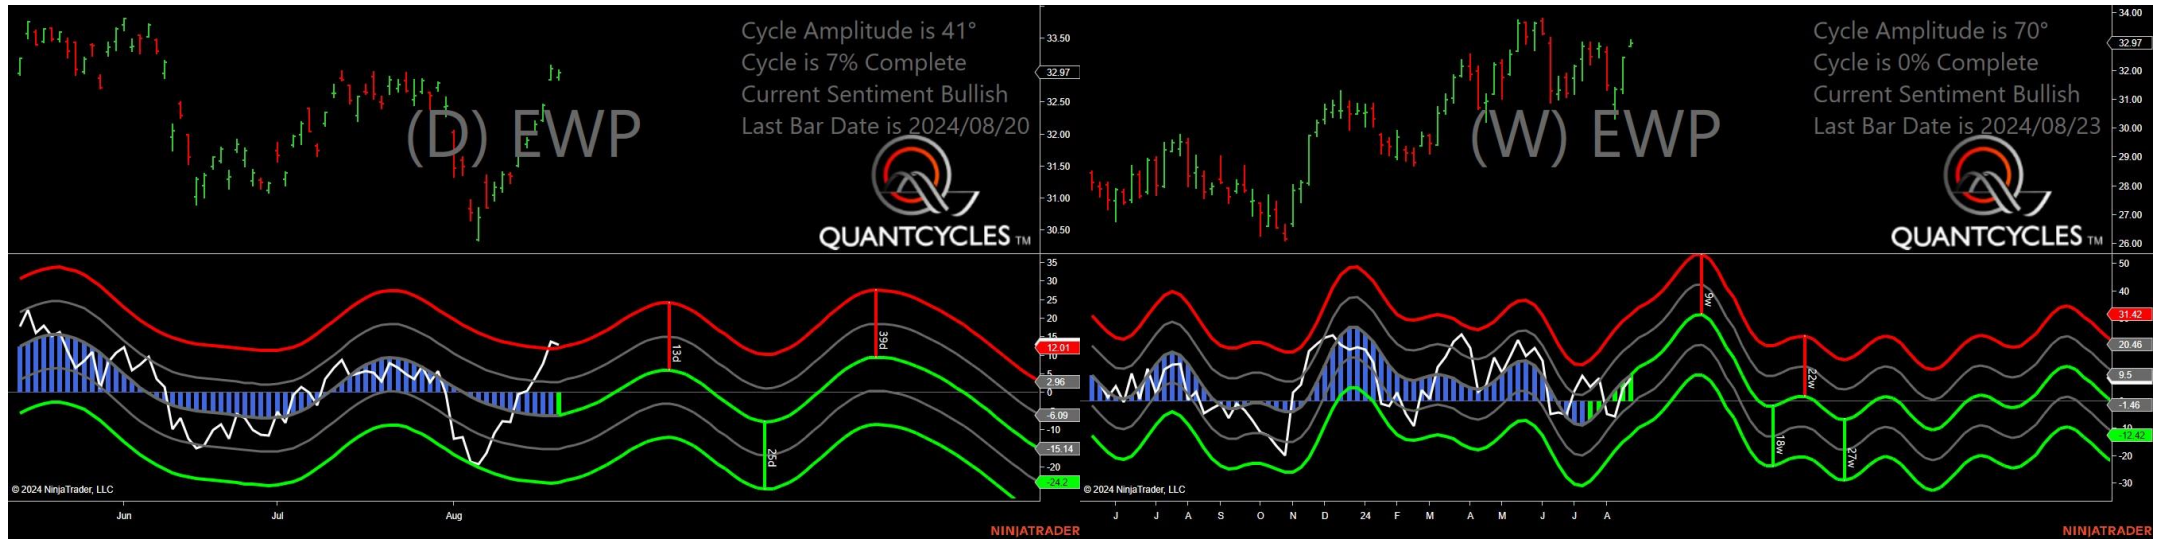 Cycle Amplitude is 41°
Cycle is 7% Complete
Current Sentiment Bullish
Last Bar Date is 2024/08/20
(D) EWP
QUANTCYCLES TM
33.50
32.97
32.50
32.00
31.50
31.00
30.50
35
30
25
20
15
12.01
10
2.96
0
-6.09
-10
-15.14
-20
-24.2
13d
25d
39d
© 2024 NinjaTrader, LLC
Jun
Jul
Aug
NINJATRADER
Cycle Amplitude is 70°
Cycle is 0% Complete
Current Sentiment Bullish
Last Bar Date is 2024/08/23
(W) EWP
QUANTCYCLES TM
34.00
32.97
32.00
31.00
30.00
29.00
28.00
27.00
26.00
50
40
31.42
20.46
9.5
-1.46
-10
-12.42
-20
-30
9w
18w
22w
27w
© 2024 NinjaTrader, LLC
J J A S O N D 24 F M A M J J A
NINJATRADER